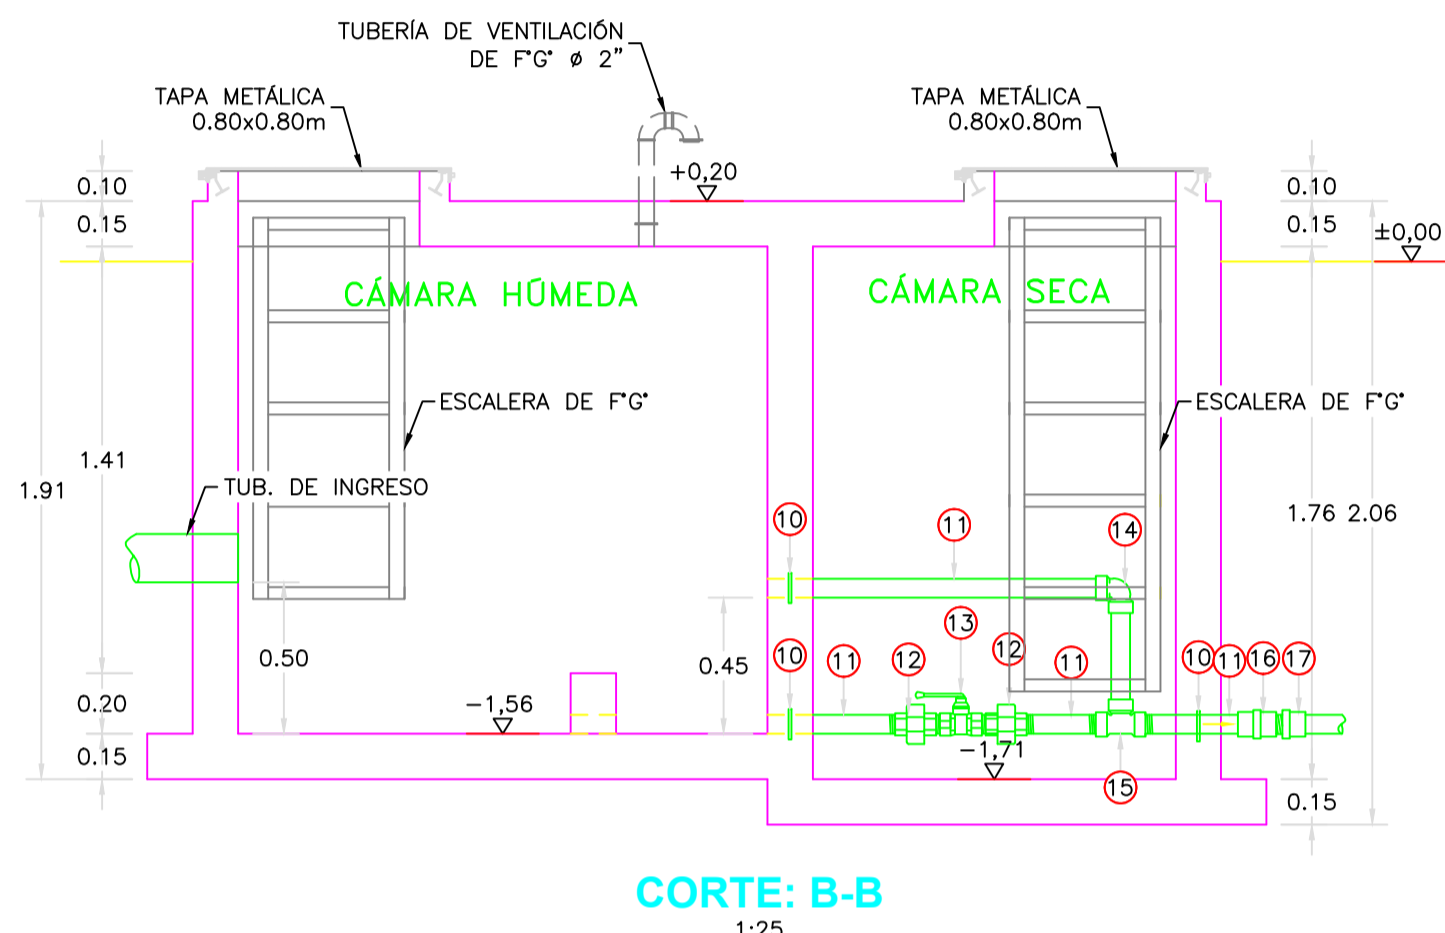 TUBERÍA DE VENTILACIÓN
DE F°G° ø 2"
TAPA METÁLICA
0.80x0.80m
TAPA METÁLICA
0.80x0.80m
+0,20
0.10
0.15
0.10
0.15
±0,00
CÁMARA HÚMEDA
CÁMARA SECA
ESCALERA DE F°G°
ESCALERA DE F°G°
1.41
1.91
TUB. DE INGRESO
1.76 2.06
10
11
14
13
0.50
0.45
10
11
12
12
11
10
11
16
17
0.20
-1,56
0.15
-1,71
15
0.15
CORTE: B-B
1:25